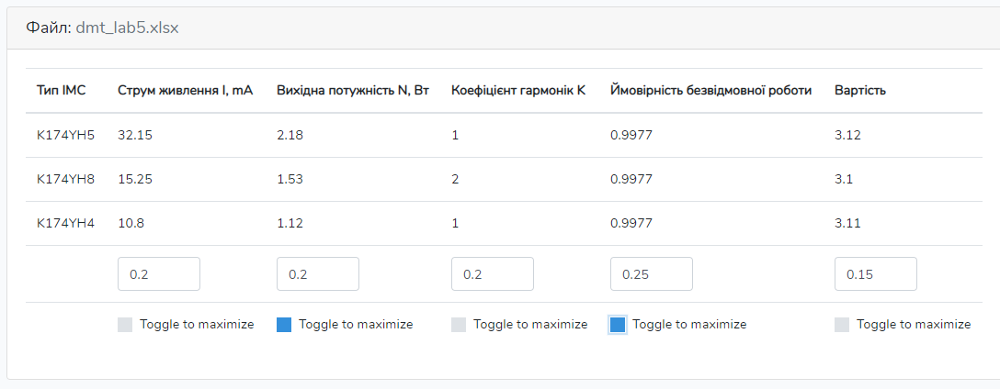 Файл: dmt_lab5.xlsx
Тип ІМС Струм живлення I, mA Вихідна потужність N, Вт Коефіцієнт гармонік K Ймовірність безвідмовної роботи Вартість
K174YH5 32.15 2.18 1 0.9977 3.12
K174YH8 15.25 1.53 2 0.9977 3.1
K174YH4 10.8 1.12 1 0.9977 3.11
0.2 0.2 0.2 0.25 0.15
Toggle to maximize Toggle to maximize Toggle to maximize Toggle to maximize Toggle to maximize